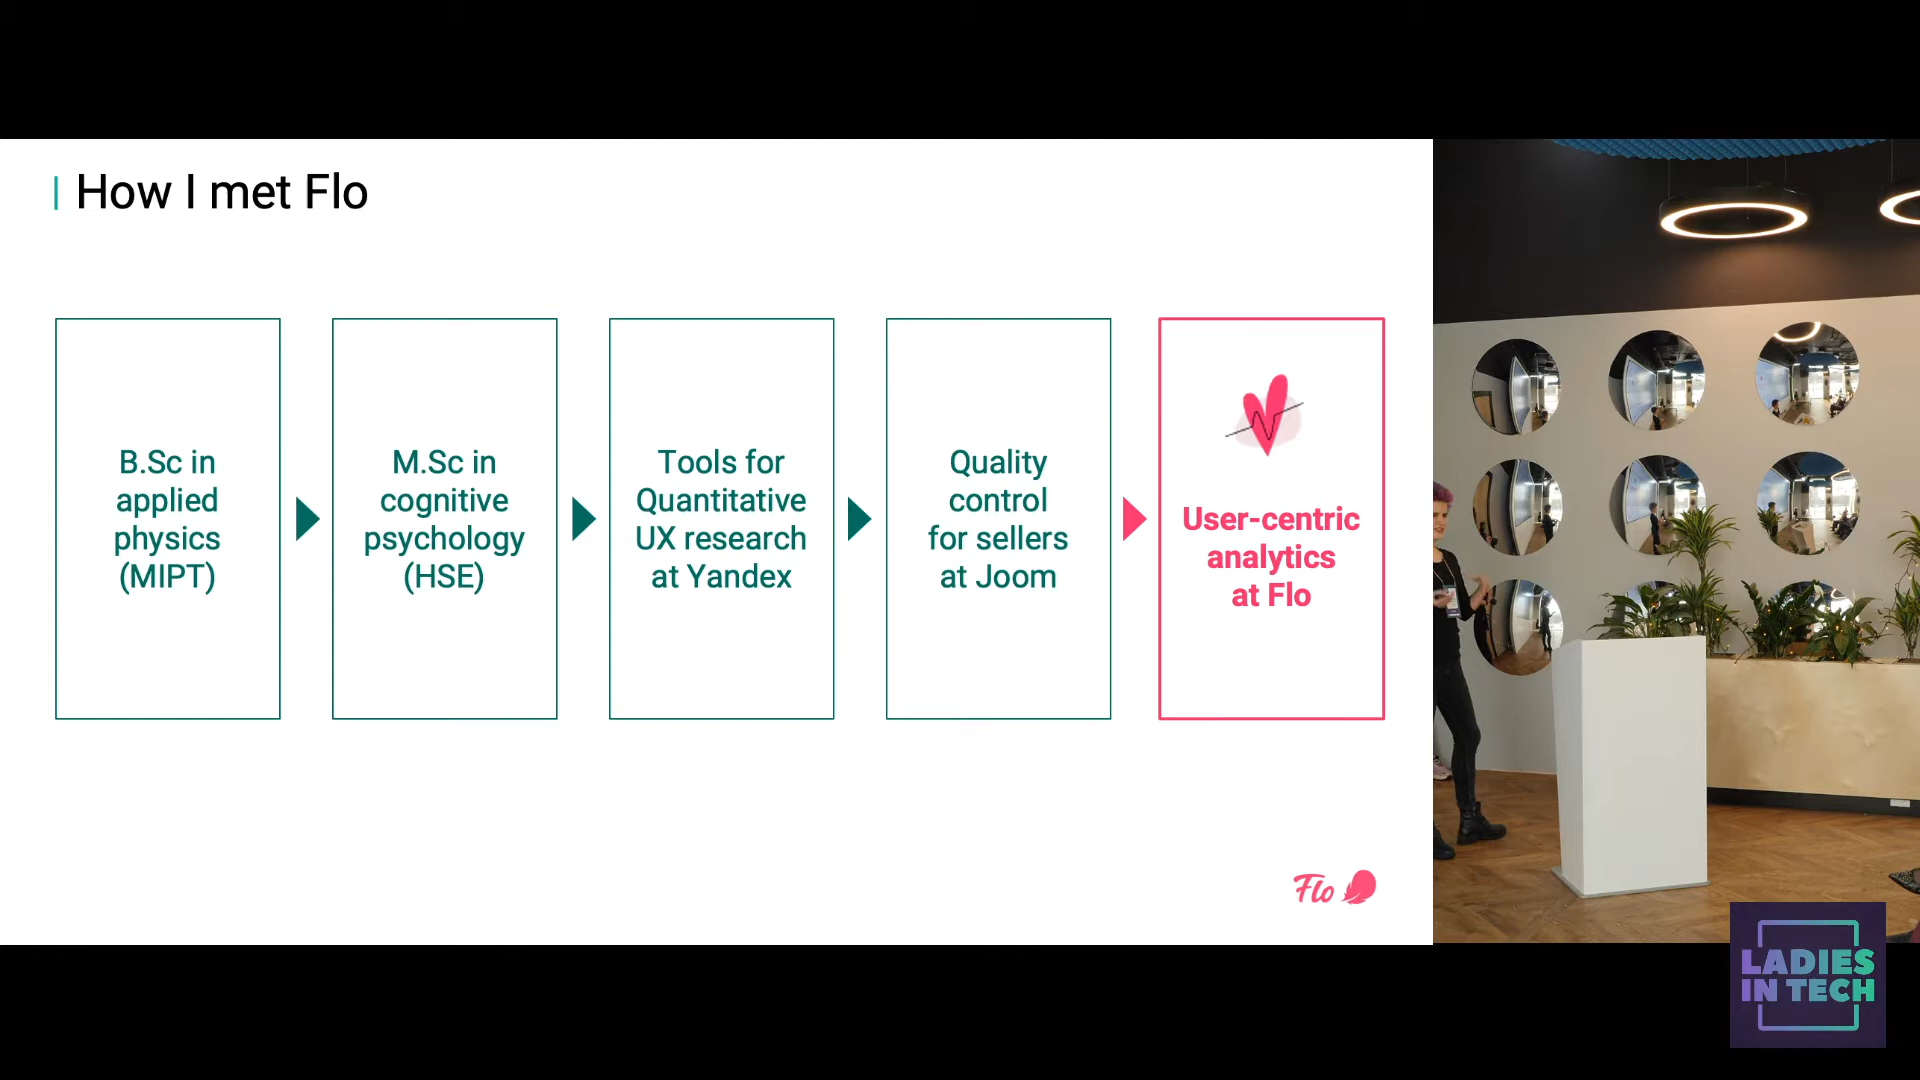 How I met Flo
B.Sc in
applied
physics
(MIPT)
M.Sc in
cognitive
psychology
(HSE)
Tools for
Quantitative
UX research
at Yandex
Quality
control
for sellers
at Joom
User-centric
analytics
at Flo
Flo
LADIES
IN TECH